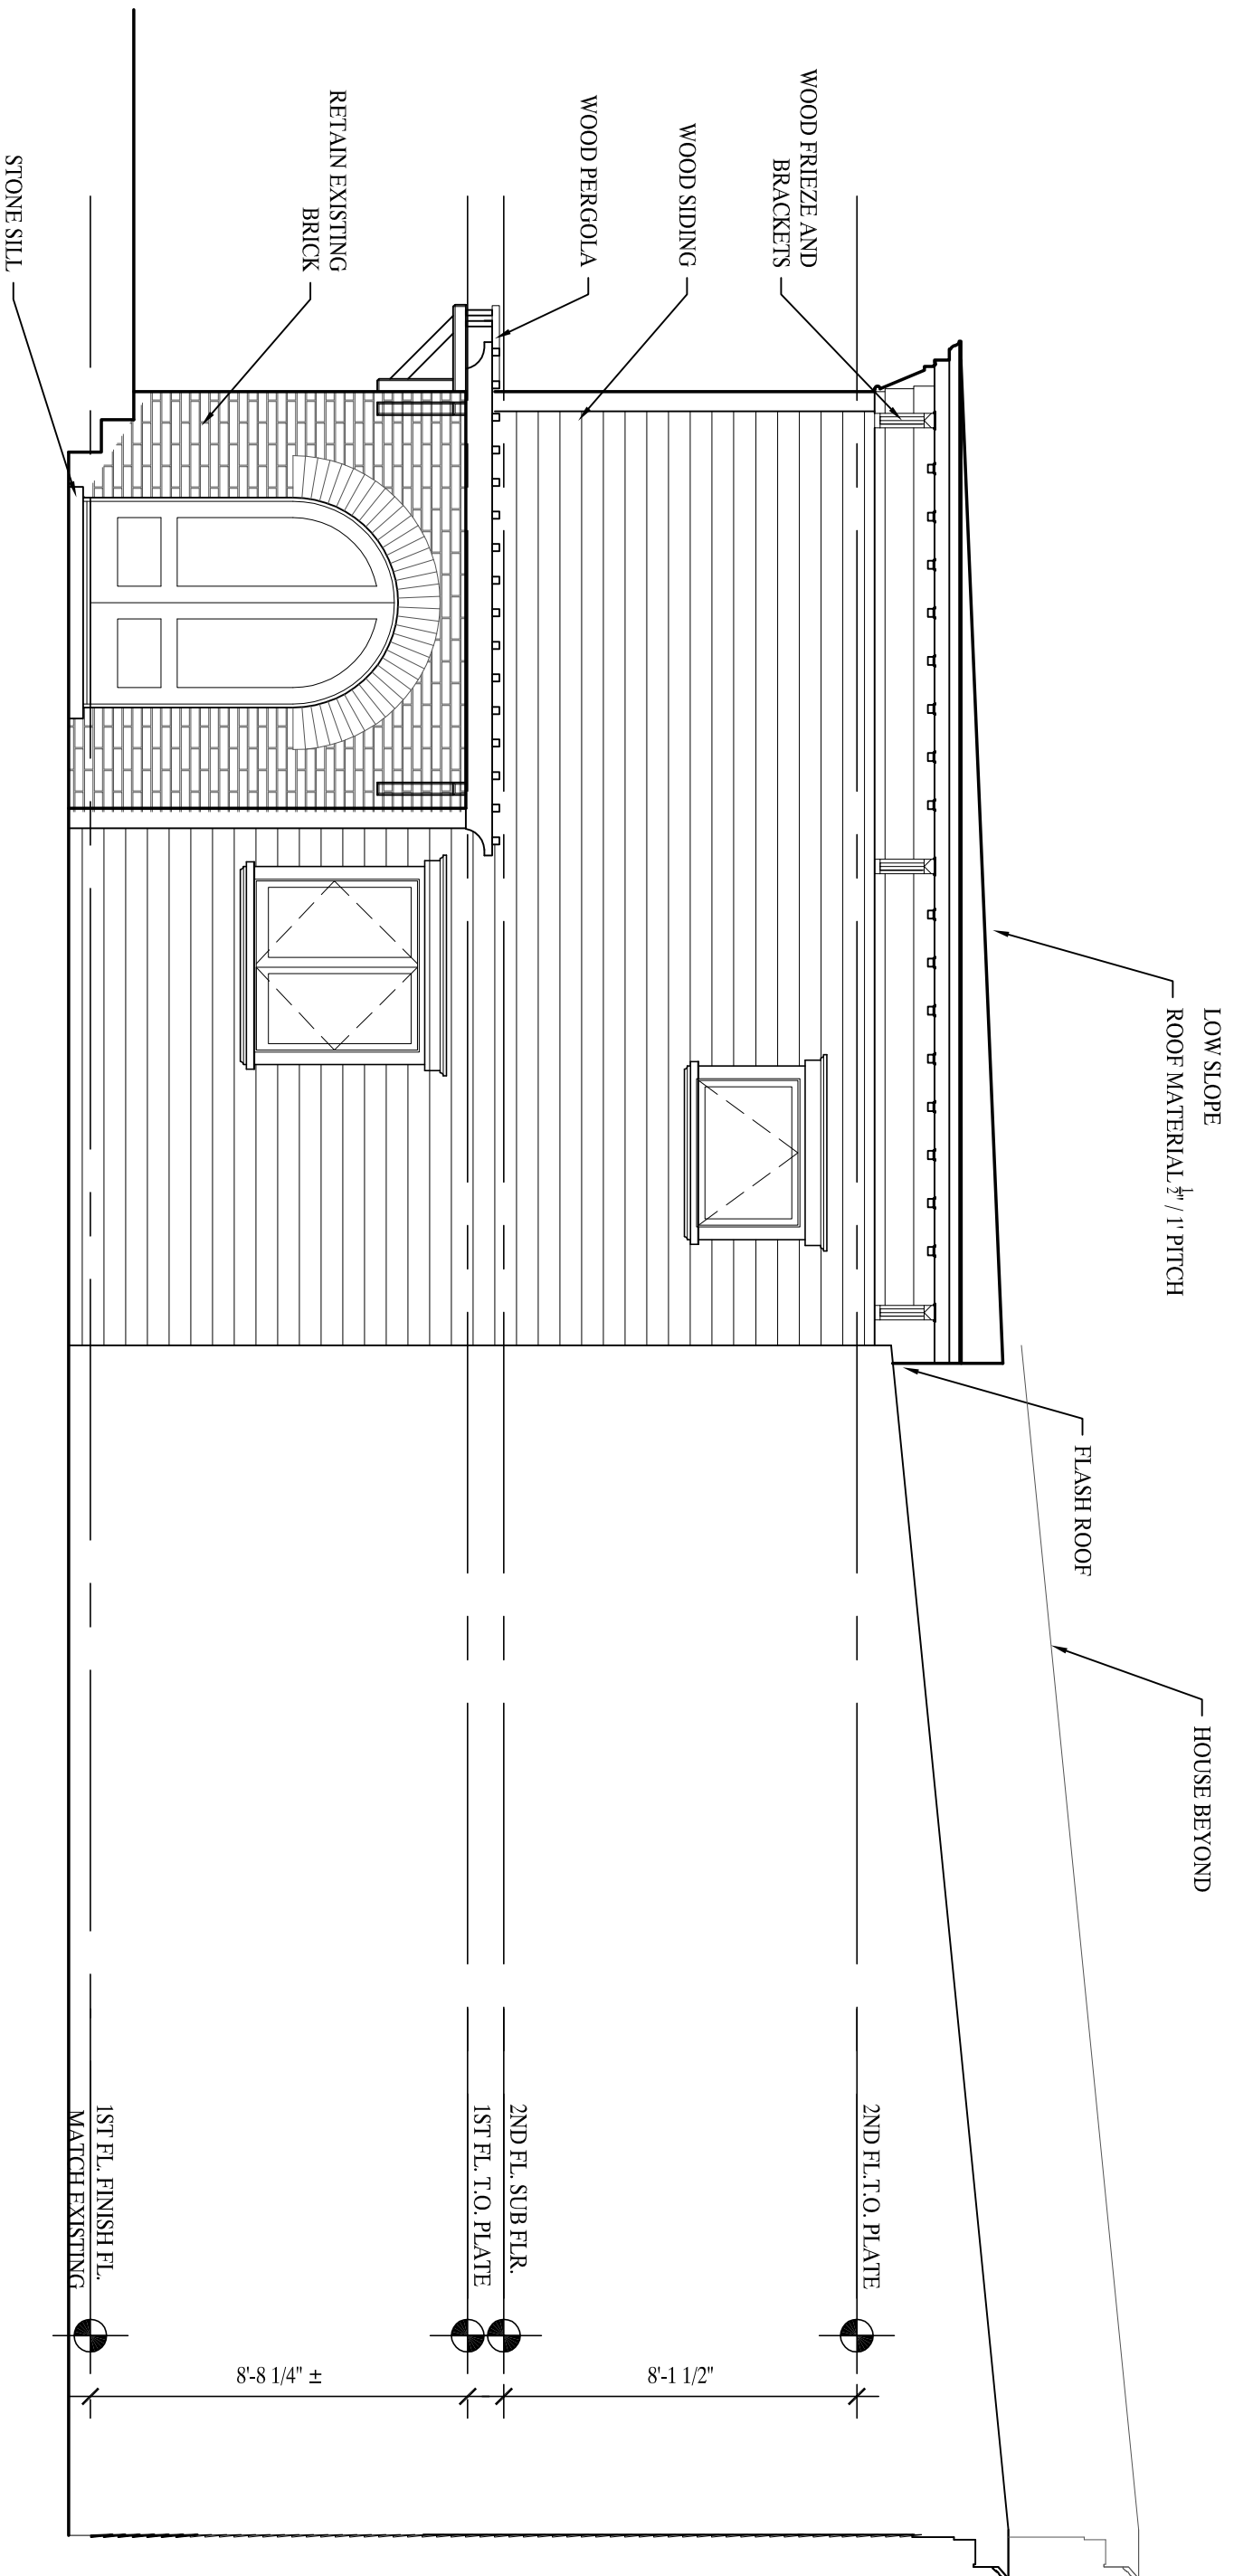 LOW SLOPE
ROOF MATERIAL 1/2" / 1' PITCH
HOUSE BEYOND
FLASH ROOF
WOOD FRIEZE AND
BRACKETS
WOOD SIDING
WOOD PERGOLA
RETAIN EXISTING
BRICK
STONE SILL
2ND FL.T.O. PLATE
8'-1 1/2"
2ND FL. SUB FLR.
1ST FL. T.O. PLATE
8'-8 1/4" ±
1ST FL. FINISH FL.
MATCH EXISTING